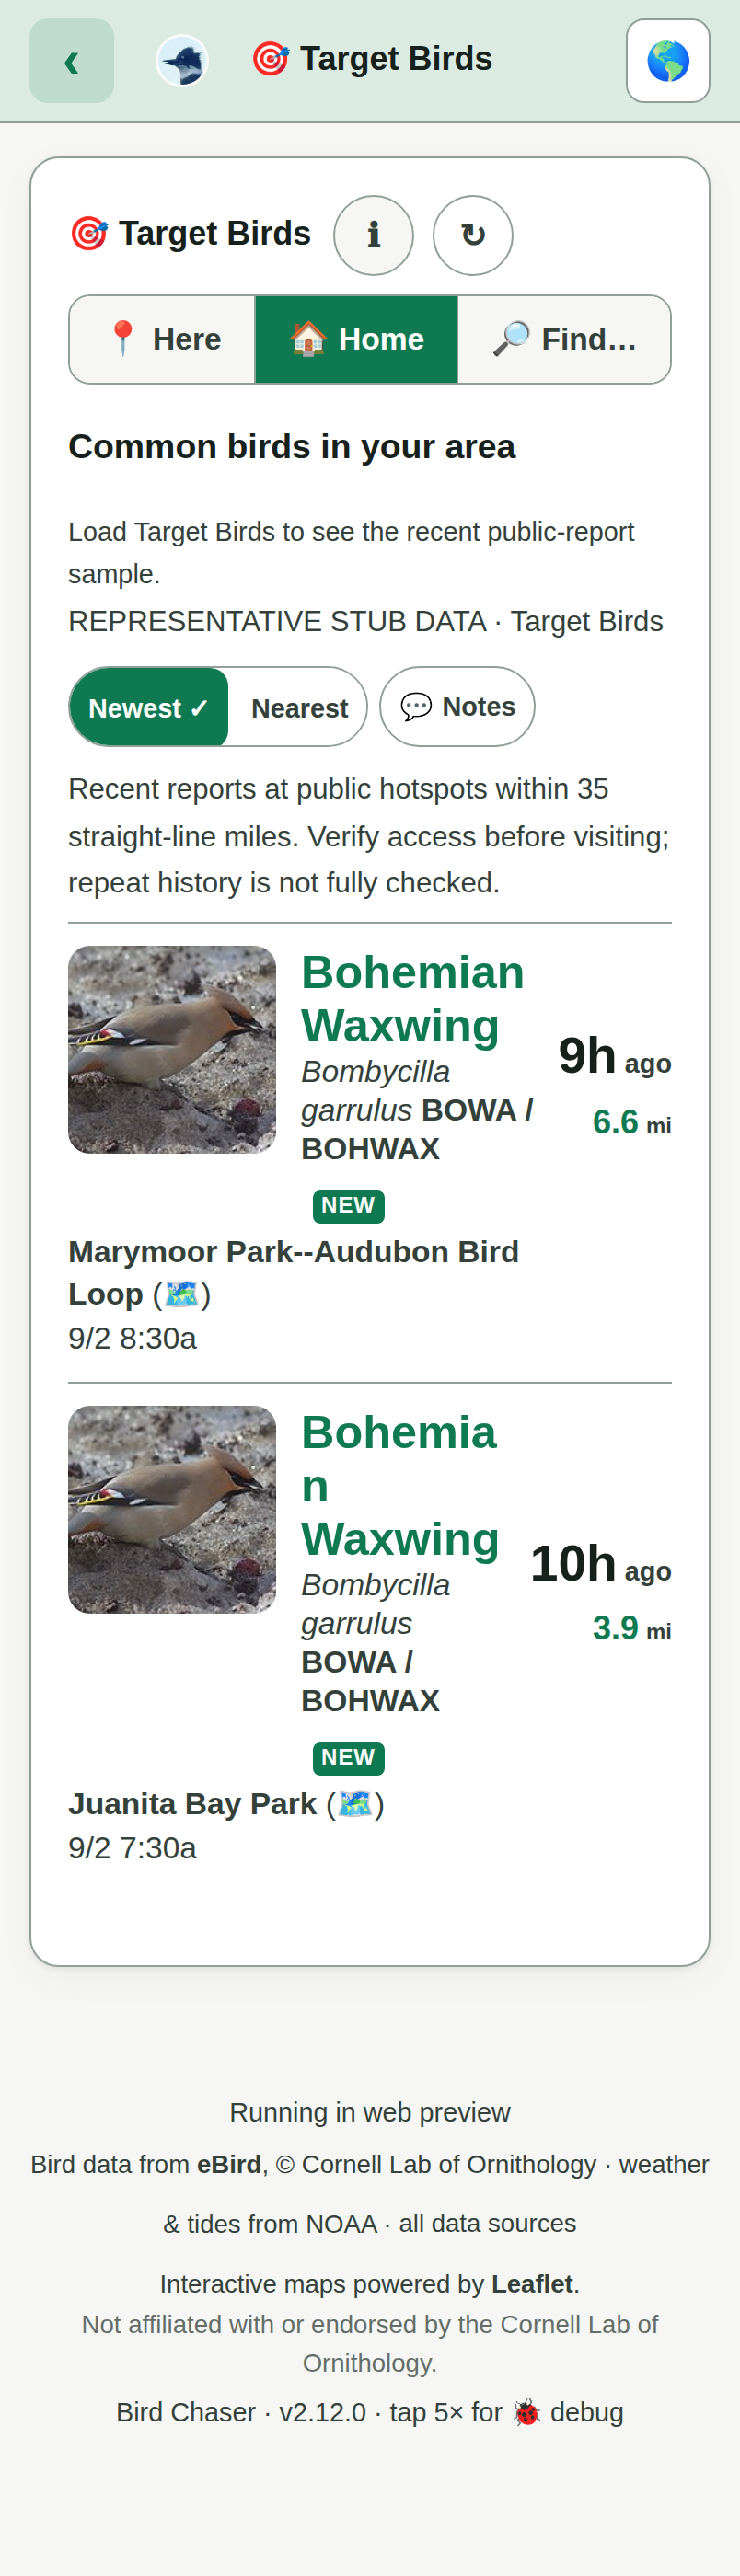 ‹ 🎯 Target Birds 🌎
🎯 Target Birds ℹ ↻
📍 Here 🏠 Home 🔎 Find…
Common birds in your area
Load Target Birds to see the recent public-report
sample.
REPRESENTATIVE STUB DATA · Target Birds
Newest ✓ Nearest 💬 Notes
Recent reports at public hotspots within 35
straight-line miles. Verify access before visiting;
repeat history is not fully checked.
Bohemian
Waxwing
Bombycilla
garrulus BOWA /
BOHWAX
9h ago
6.6 mi
NEW
Marymoor Park--Audubon Bird
Loop (🗺️)
9/2 8:30a
Bohemia
n
Waxwing
Bombycilla
garrulus
BOWA /
BOHWAX
10h ago
3.9 mi
NEW
Juanita Bay Park (🗺️)
9/2 7:30a
Running in web preview
Bird data from eBird, © Cornell Lab of Ornithology · weather
& tides from NOAA · all data sources
Interactive maps powered by Leaflet.
Not affiliated with or endorsed by the Cornell Lab of
Ornithology.
Bird Chaser · v2.12.0 · tap 5× for 🐞 debug